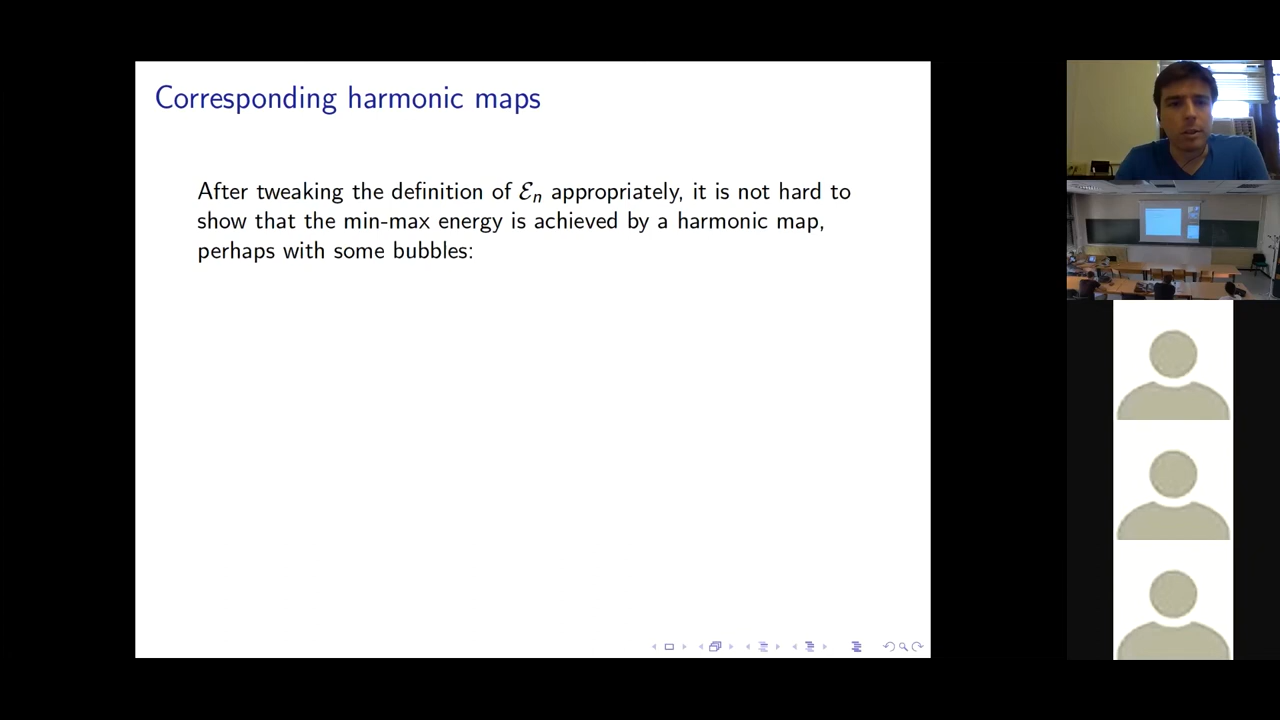 Corresponding harmonic maps
After tweaking the definition of ℰₙ appropriately, it is not hard to
show that the min-max energy is achieved by a harmonic map,
perhaps with some bubbles: